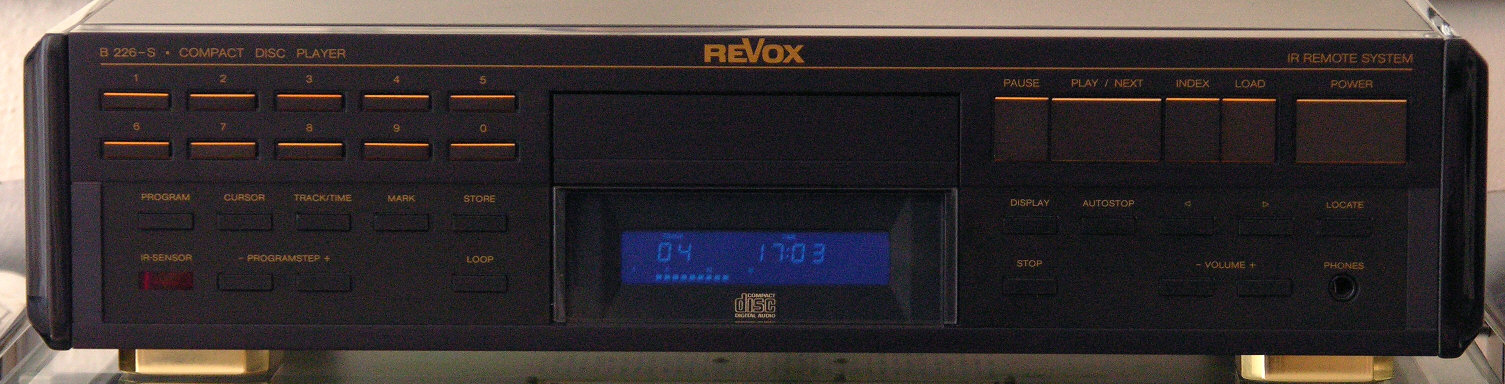 B 226-S • COMPACT DISC PLAYER
REVOX
IR REMOTE SYSTEM
1 2 3 4 5
6 7 8 9 0
PAUSE PLAY / NEXT INDEX LOAD POWER
PROGRAM CURSOR TRACK/TIME MARK STORE
IR-SENSOR - PROGRAMSTEP + LOOP
04 17:03
COMPACT
disc
DIGITAL AUDIO
DISPLAY AUTOSTOP ◁ ▷ LOCATE
STOP - VOLUME + PHONES